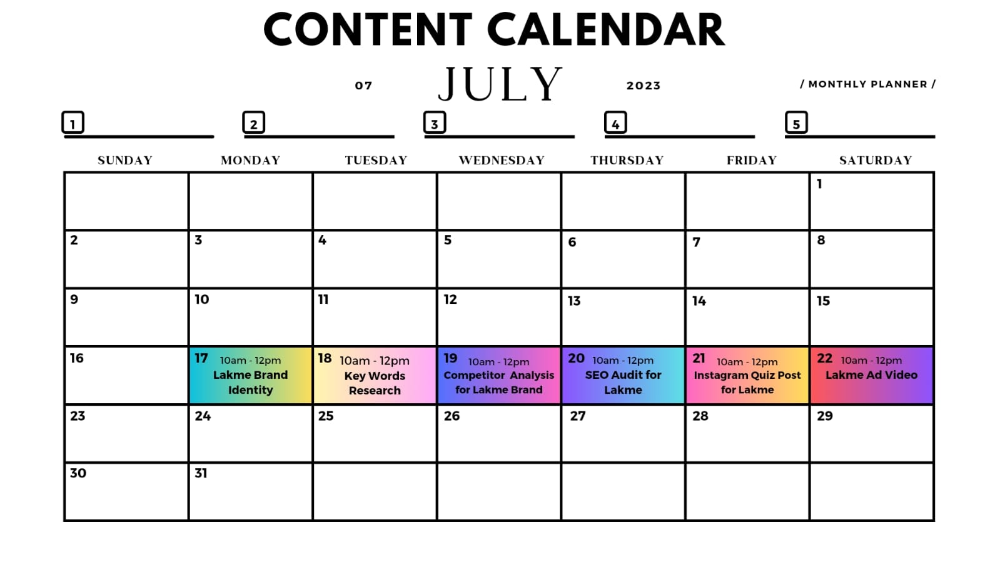 CONTENT CALENDAR
07 JULY 2023 / MONTHLY PLANNER /
1 2 3 4 5
SUNDAY MONDAY TUESDAY WEDNESDAY THURSDAY FRIDAY SATURDAY
1
2 3 4 5 6 7 8
9 10 11 12 13 14 15
16
17 10am - 12pm
Lakme Brand
Identity
18 10am - 12pm
Key Words
Research
19 10am - 12pm
Competitor Analysis
for Lakme Brand
20 10am - 12pm
SEO Audit for
Lakme
21 10am - 12pm
Instagram Quiz Post
for Lakme
22 10am - 12pm
Lakme Ad Video
23 24 25 26 27 28 29
30 31